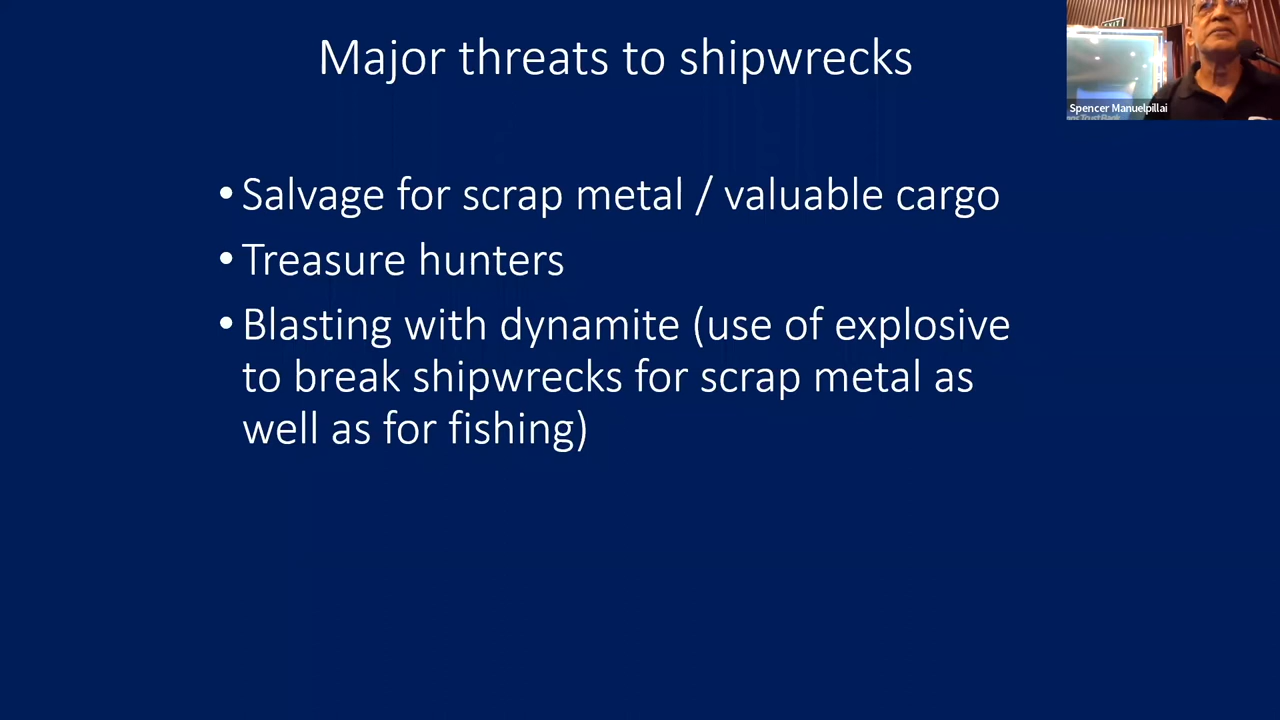 Major threats to shipwrecks
EXIT
Spencer Manuelpillai
• Salvage for scrap metal / valuable cargo
• Treasure hunters
• Blasting with dynamite (use of explosive
to break shipwrecks for scrap metal as
well as for fishing)